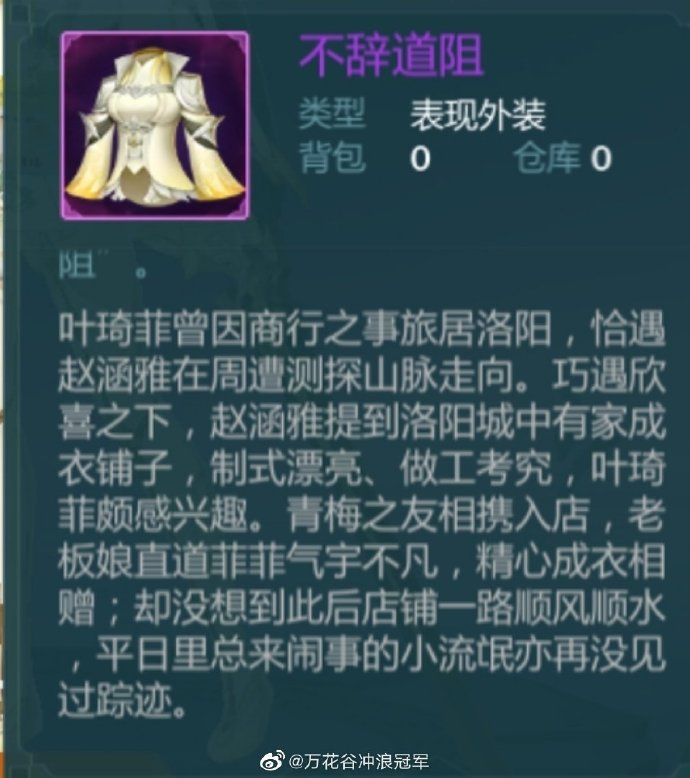 不辞道阻
类型 表现外装
背包 0 仓库 0
阻”。
叶琦菲曾因商行之事旅居洛阳，恰遇
赵涵雅在周遭测探山脉走向。巧遇欣
喜之下，赵涵雅提到洛阳城中有家成
衣铺子，制式漂亮、做工考究，叶琦
菲颇感兴趣。青梅之友相携入店，老
板娘直道菲菲气宇不凡，精心成衣相
赠；却没想到此后店铺一路顺风顺水
，平日里总来闹事的小流氓亦再没见
过踪迹。
@万花谷冲浪冠军